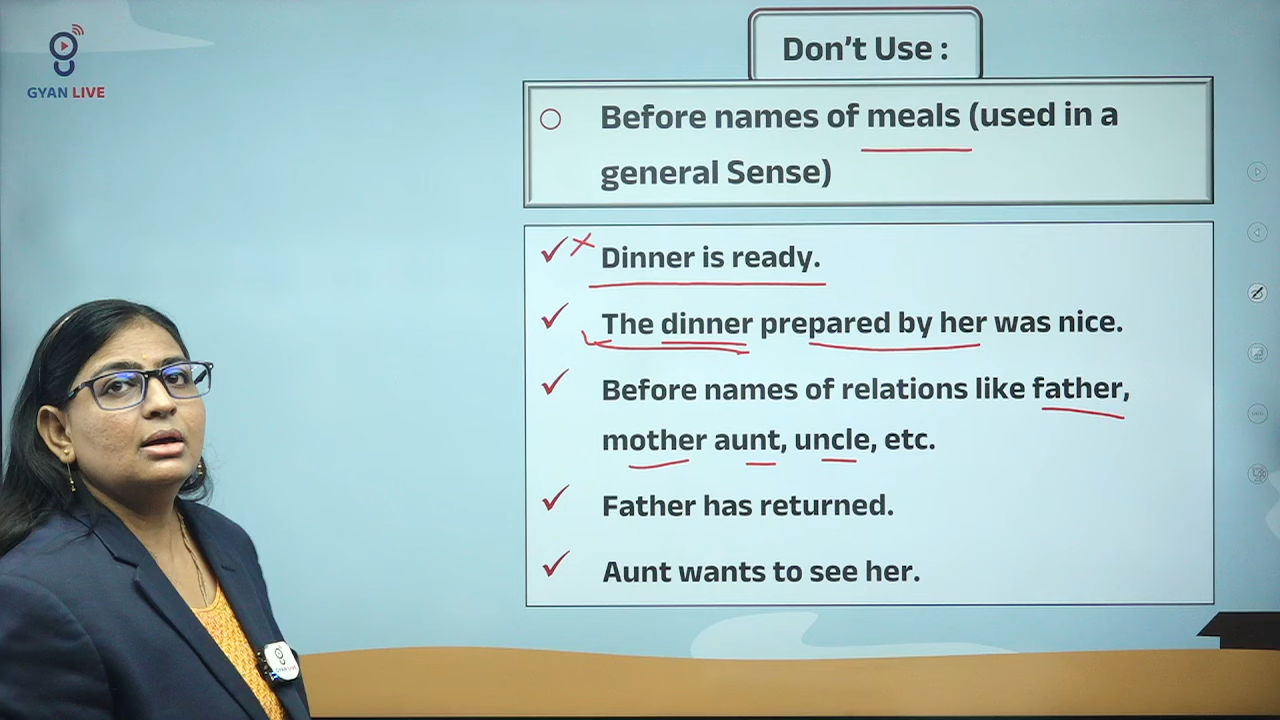 GYAN LIVE
Don't Use :
Before names of meals (used in a
general Sense)
Dinner is ready.
The dinner prepared by her was nice.
Before names of relations like father,
mother aunt, uncle, etc.
Father has returned.
Aunt wants to see her.
GYAN LIVE